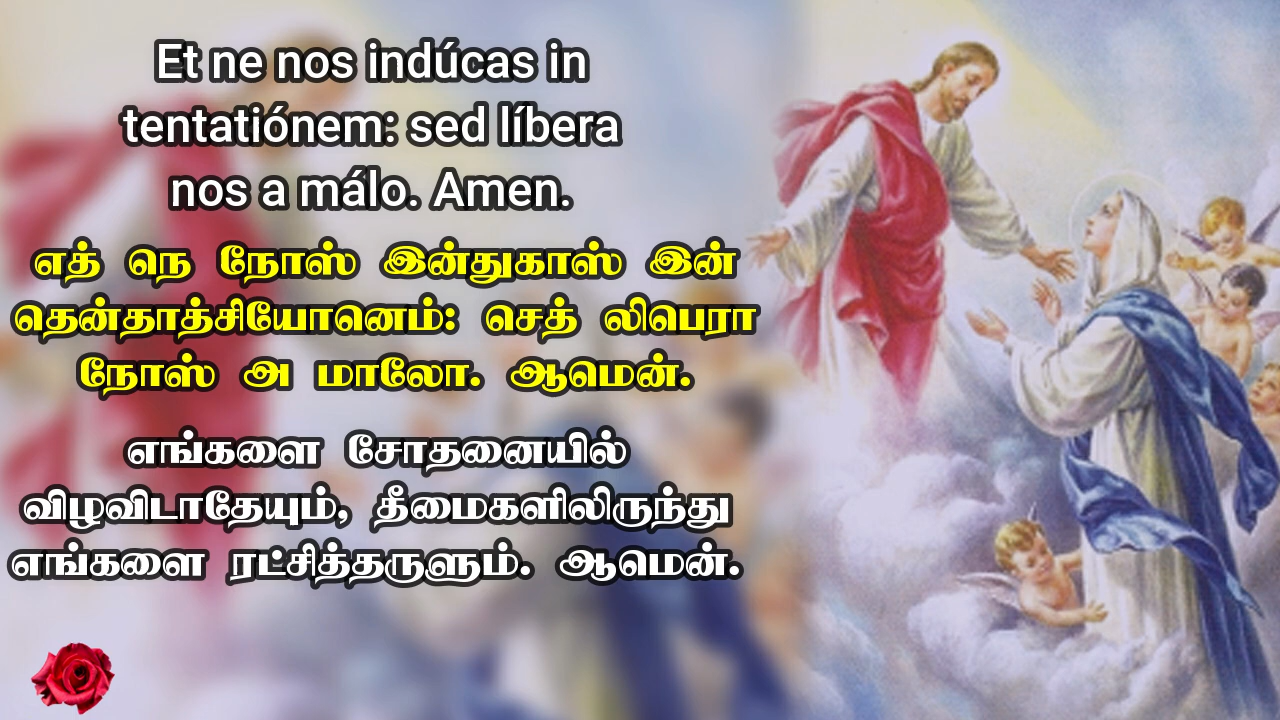 Et ne nos indúcas in
tentatiónem: sed líbera
nos a málo. Amen.
எத் நெ நோஸ் இன்துகாஸ் இன்
தென்தாத்சியோனெம்: செத் லிபெரா
நோஸ் அ மாலோ. ஆமென்.
எங்களை சோதனையில்
விழவிடாதேயும், தீமைகளிலிருந்து
எங்களை ரட்சித்தருளும். ஆமென்.